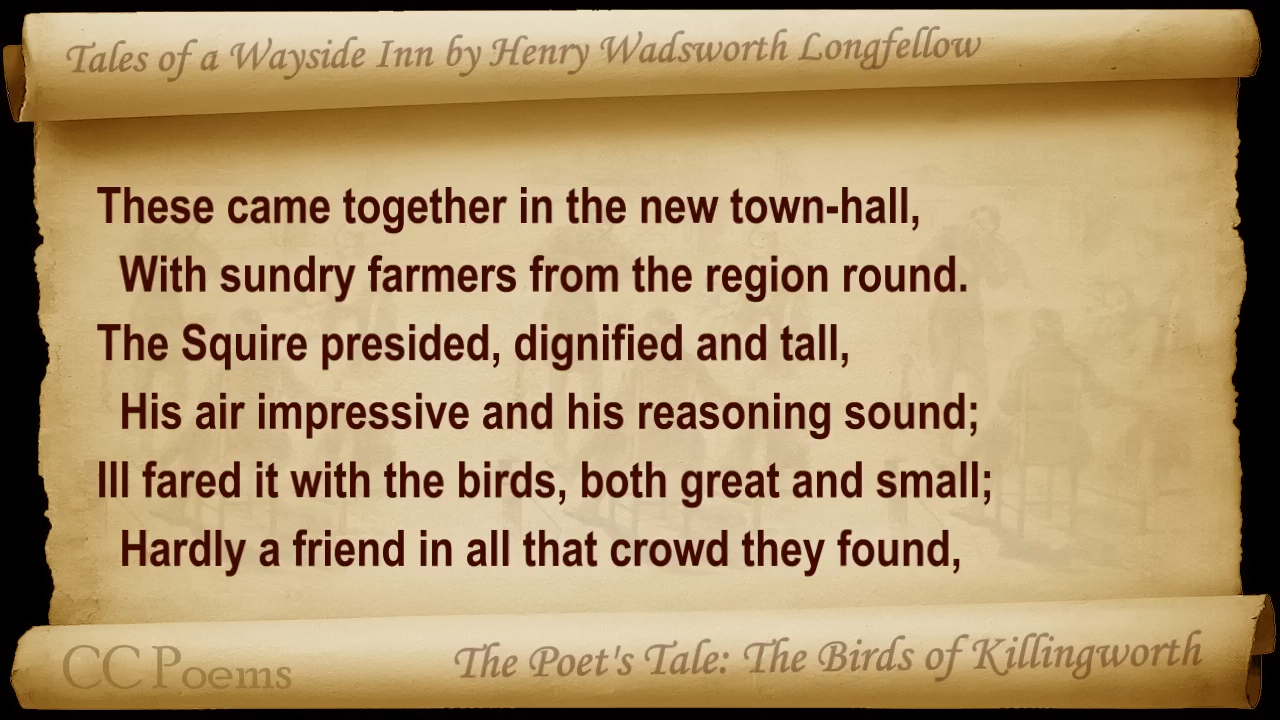 Tales of a Wayside Inn by Henry Wadsworth Longfellow
These came together in the new town-hall,
With sundry farmers from the region round.
The Squire presided, dignified and tall,
His air impressive and his reasoning sound;
Ill fared it with the birds, both great and small;
Hardly a friend in all that crowd they found,
CC Poems
The Poet's Tale: The Birds of Killingworth